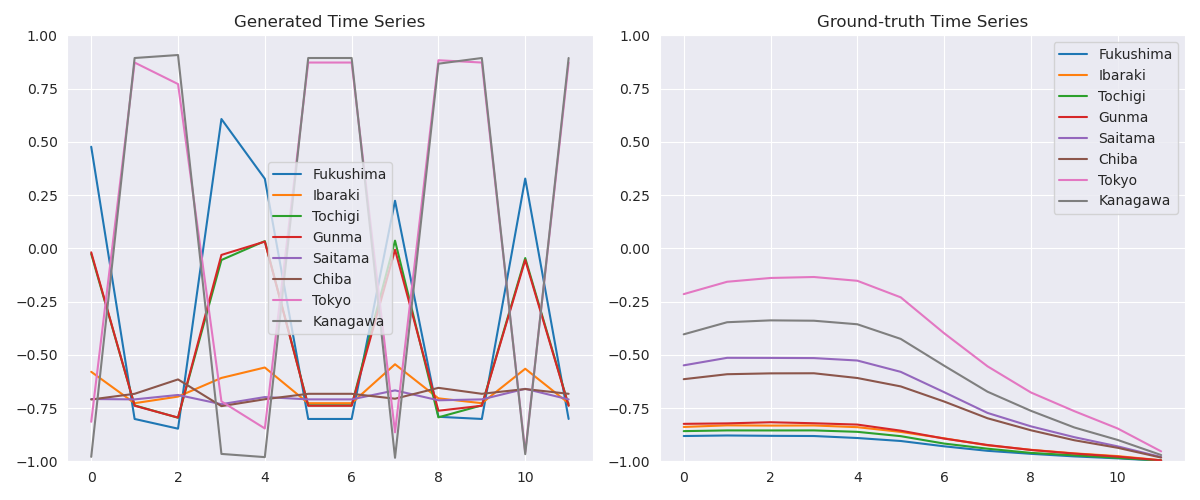 Generated Time Series
1.00
0.75
0.50
0.25
0.00
−0.25
−0.50
−0.75
−1.00
0 2 4 6 8 10
Fukushima
Ibaraki
Tochigi
Gunma
Saitama
Chiba
Tokyo
Kanagawa
Ground-truth Time Series
1.00
0.75
0.50
0.25
0.00
−0.25
−0.50
−0.75
−1.00
0 2 4 6 8 10
Fukushima
Ibaraki
Tochigi
Gunma
Saitama
Chiba
Tokyo
Kanagawa